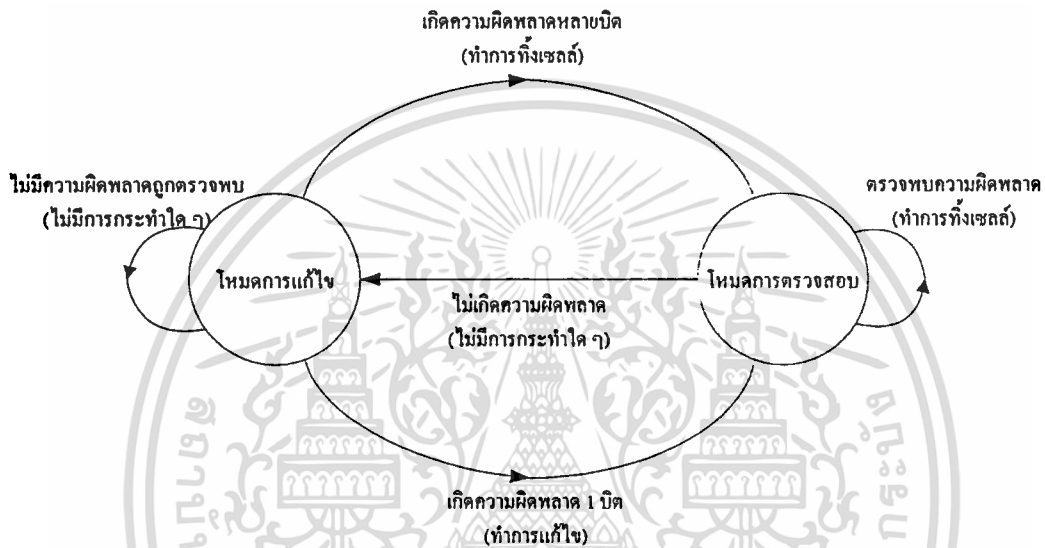 เกิดความผิดพลาดหลายบิต
(ทำการทิ้งเซลล์)
ไม่มีความผิดพลาดถูกตรวจพบ
(ไม่มีการกระทำใด ๆ)
ตรวจพบความผิดพลาด
(ทำการทิ้งเซลล์)
โหมดการแก้ไข
โหมดการตรวจสอบ
ไม่เกิดความผิดพลาด
(ไม่มีการกระทำใด ๆ)
เกิดความผิดพลาด 1 บิต
(ทำการแก้ไข)